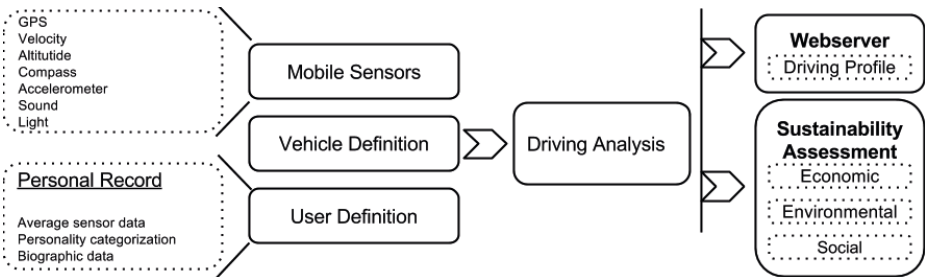 GPS
Velocity
Altitutide
Compass
Accelerometer
Sound
Light
Personal Record
Average sensor data
Personality categorization
Biographic data
Mobile Sensors
Vehicle Definition
User Definition
Driving Analysis
Webserver
Driving Profile
Sustainability
Assessment
Economic
Environmental
Social